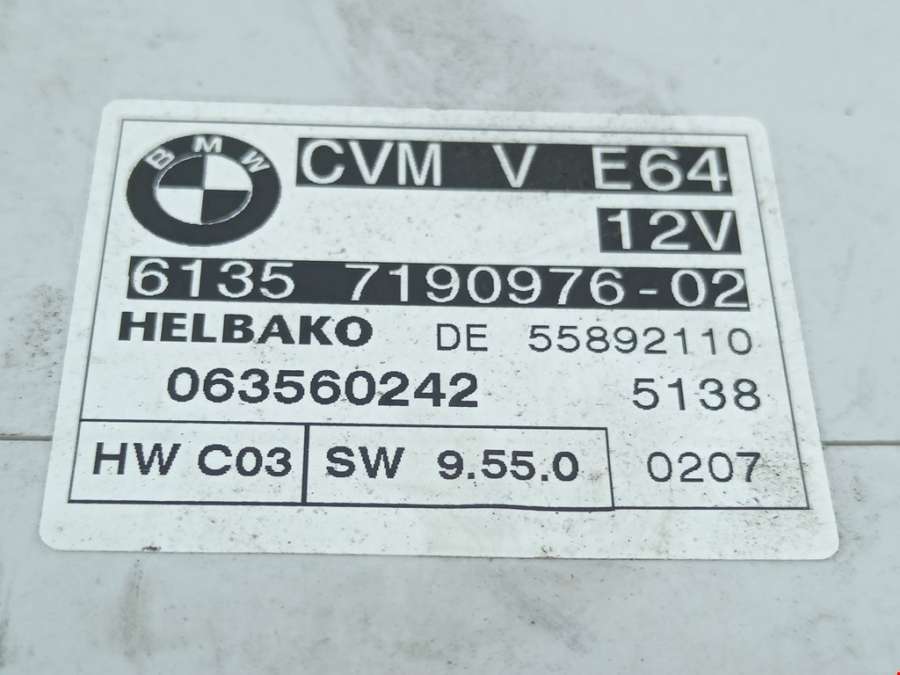 BMW
CVM V E64
12V
6135 7190976-02
HELBAKO DE 55892110
063560242 5138
HW C03 SW 9.55.0 0207